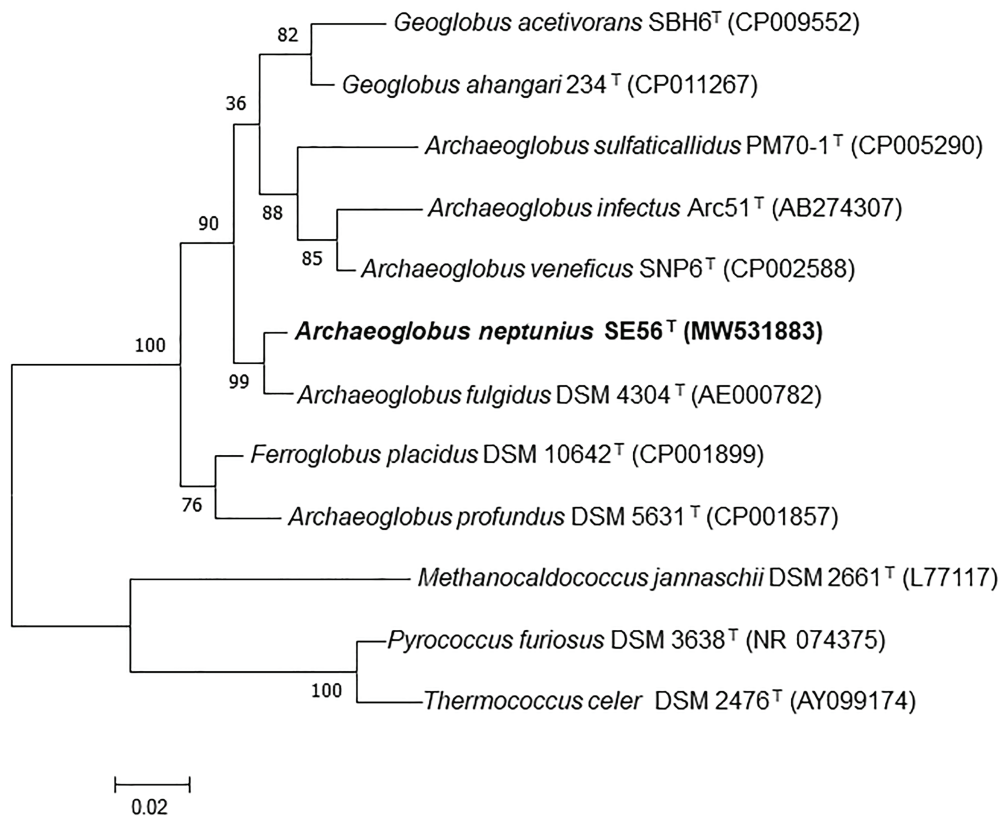 82
Geoglobus acetivorans SBH6ᵀ (CP009552)
Geoglobus ahangari 234 ᵀ (CP011267)
36
Archaeoglobus sulfaticallidus PM70-1ᵀ (CP005290)
88
Archaeoglobus infectus Arc51ᵀ (AB274307)
90
85
Archaeoglobus veneficus SNP6ᵀ (CP002588)
Archaeoglobus neptunius SE56ᵀ (MW531883)
100
99
Archaeoglobus fulgidus DSM 4304ᵀ (AE000782)
Ferroglobus placidus DSM 10642ᵀ (CP001899)
76
Archaeoglobus profundus DSM 5631ᵀ (CP001857)
Methanocaldococcus jannaschii DSM 2661ᵀ (L77117)
Pyrococcus furiosus DSM 3638ᵀ (NR 074375)
100
Thermococcus celer DSM 2476ᵀ (AY099174)
0.02